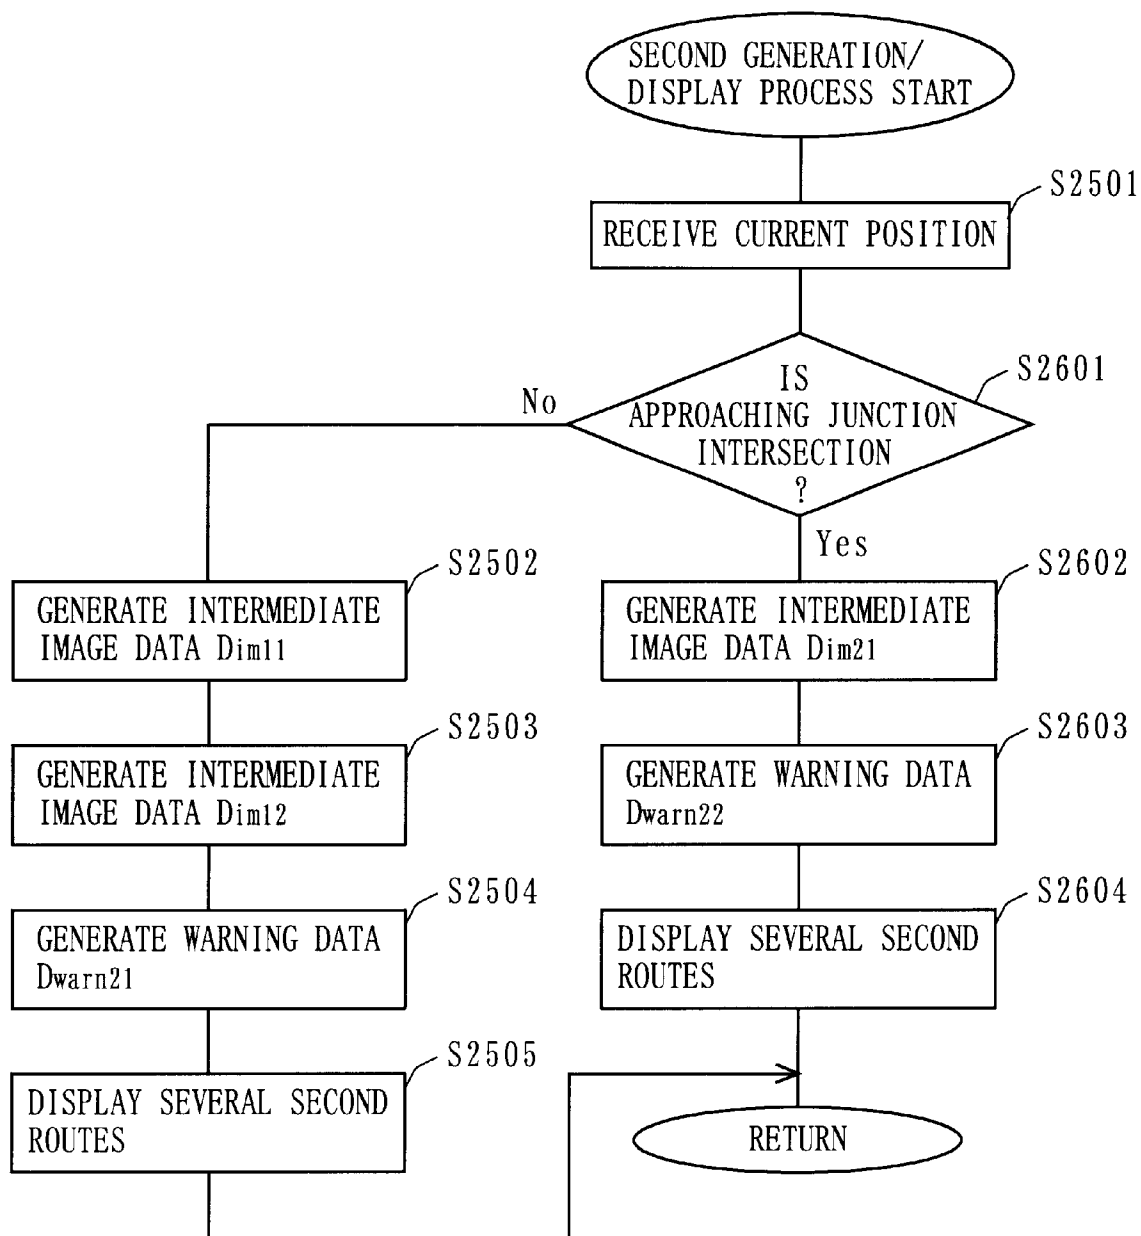 SECOND GENERATION/
DISPLAY PROCESS START
S2501
RECEIVE CURRENT POSITION
S2601
IS
APPROACHING JUNCTION
INTERSECTION
?
No
Yes
S2502
GENERATE INTERMEDIATE
IMAGE DATA Dim11
S2503
GENERATE INTERMEDIATE
IMAGE DATA Dim12
S2504
GENERATE WARNING DATA
Dwarn21
S2505
DISPLAY SEVERAL SECOND
ROUTES
S2602
GENERATE INTERMEDIATE
IMAGE DATA Dim21
S2603
GENERATE WARNING DATA
Dwarn22
S2604
DISPLAY SEVERAL SECOND
ROUTES
RETURN